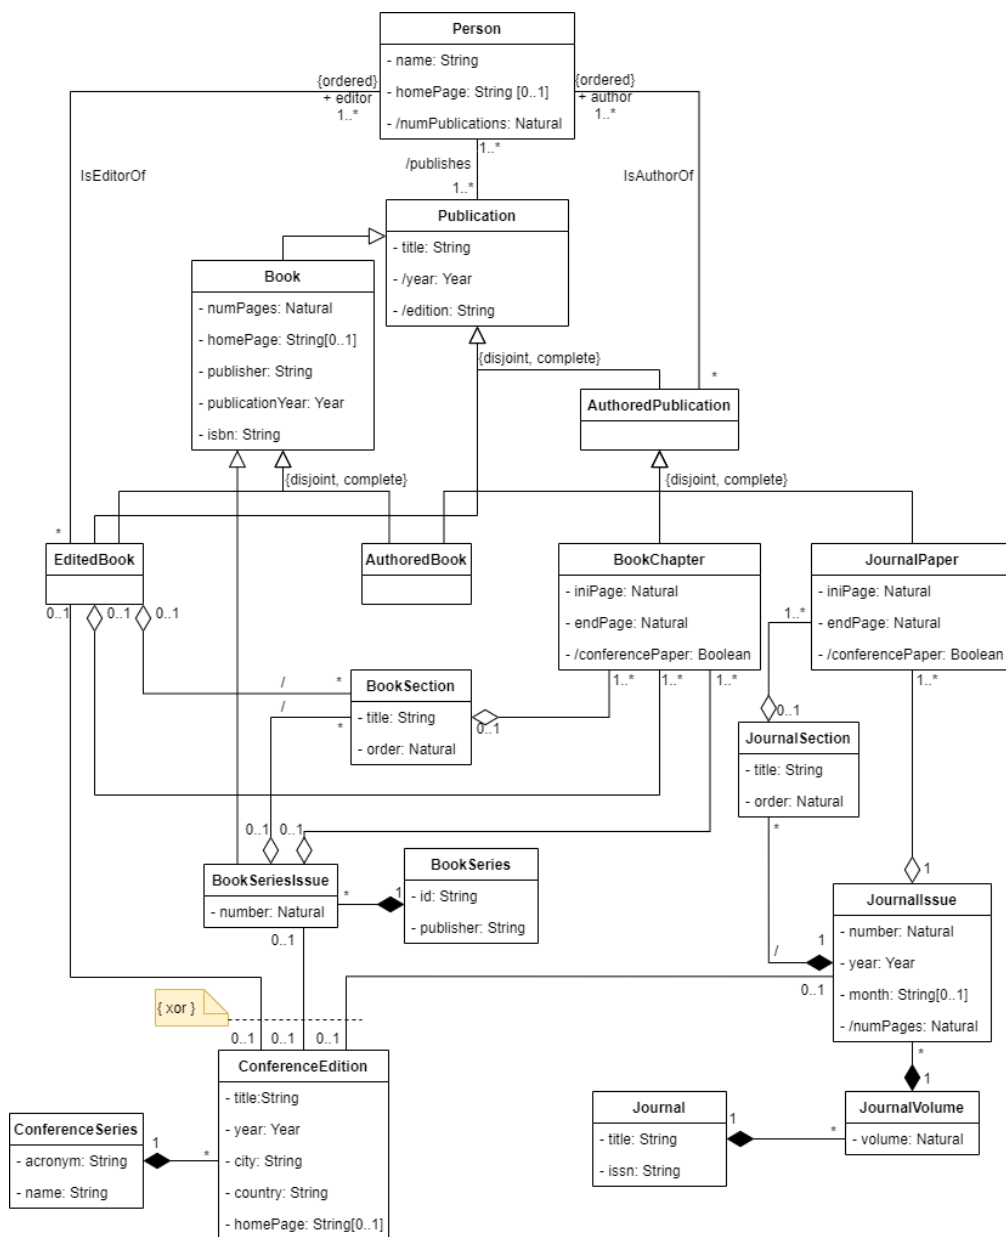 Person
- name: String
- homePage: String [0..1]
- /numPublications: Natural
{ordered}
+ editor
1..*
{ordered}
+ author
1..*
IsEditorOf
/publishes
1..*
1..*
IsAuthorOf
Publication
- title: String
- /year: Year
- /edition: String
Book
- numPages: Natural
- homePage: String[0..1]
- publisher: String
- publicationYear: Year
- isbn: String
{disjoint, complete}
*
AuthoredPublication
{disjoint, complete}
{disjoint, complete}
*
EditedBook
AuthoredBook
BookChapter
- iniPage: Natural
- endPage: Natural
- /conferencePaper: Boolean
JournalPaper
- iniPage: Natural
- endPage: Natural
- /conferencePaper: Boolean
0..1
0..1
0..1
1..*
1..*
1..*
1..*
1..*
/
*
/
*
BookSection
- title: String
- order: Natural
0..1
0..1
JournalSection
- title: String
- order: Natural
*
0..1
0..1
BookSeriesIssue
- number: Natural
*
1
BookSeries
- id: String
- publisher: String
1
JournalIssue
- number: Natural
- year: Year
- month: String[0..1]
- /numPages: Natural
1
/
0..1
0..1
{ xor }
0..1
0..1
0..1
ConferenceEdition
- title:String
- year: Year
- city: String
- country: String
- homePage: String[0..1]
ConferenceSeries
- acronym: String
- name: String
1
*
Journal
- title: String
- issn: String
1
*
*
1
JournalVolume
- volume: Natural